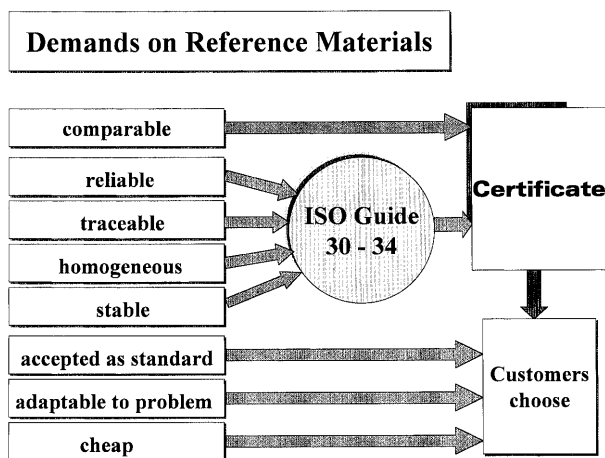 Demands on Reference Materials
comparable
reliable
traceable
homogeneous
stable
accepted as standard
adaptable to problem
cheap
ISO Guide
30 - 34
Certificate
Customers
choose